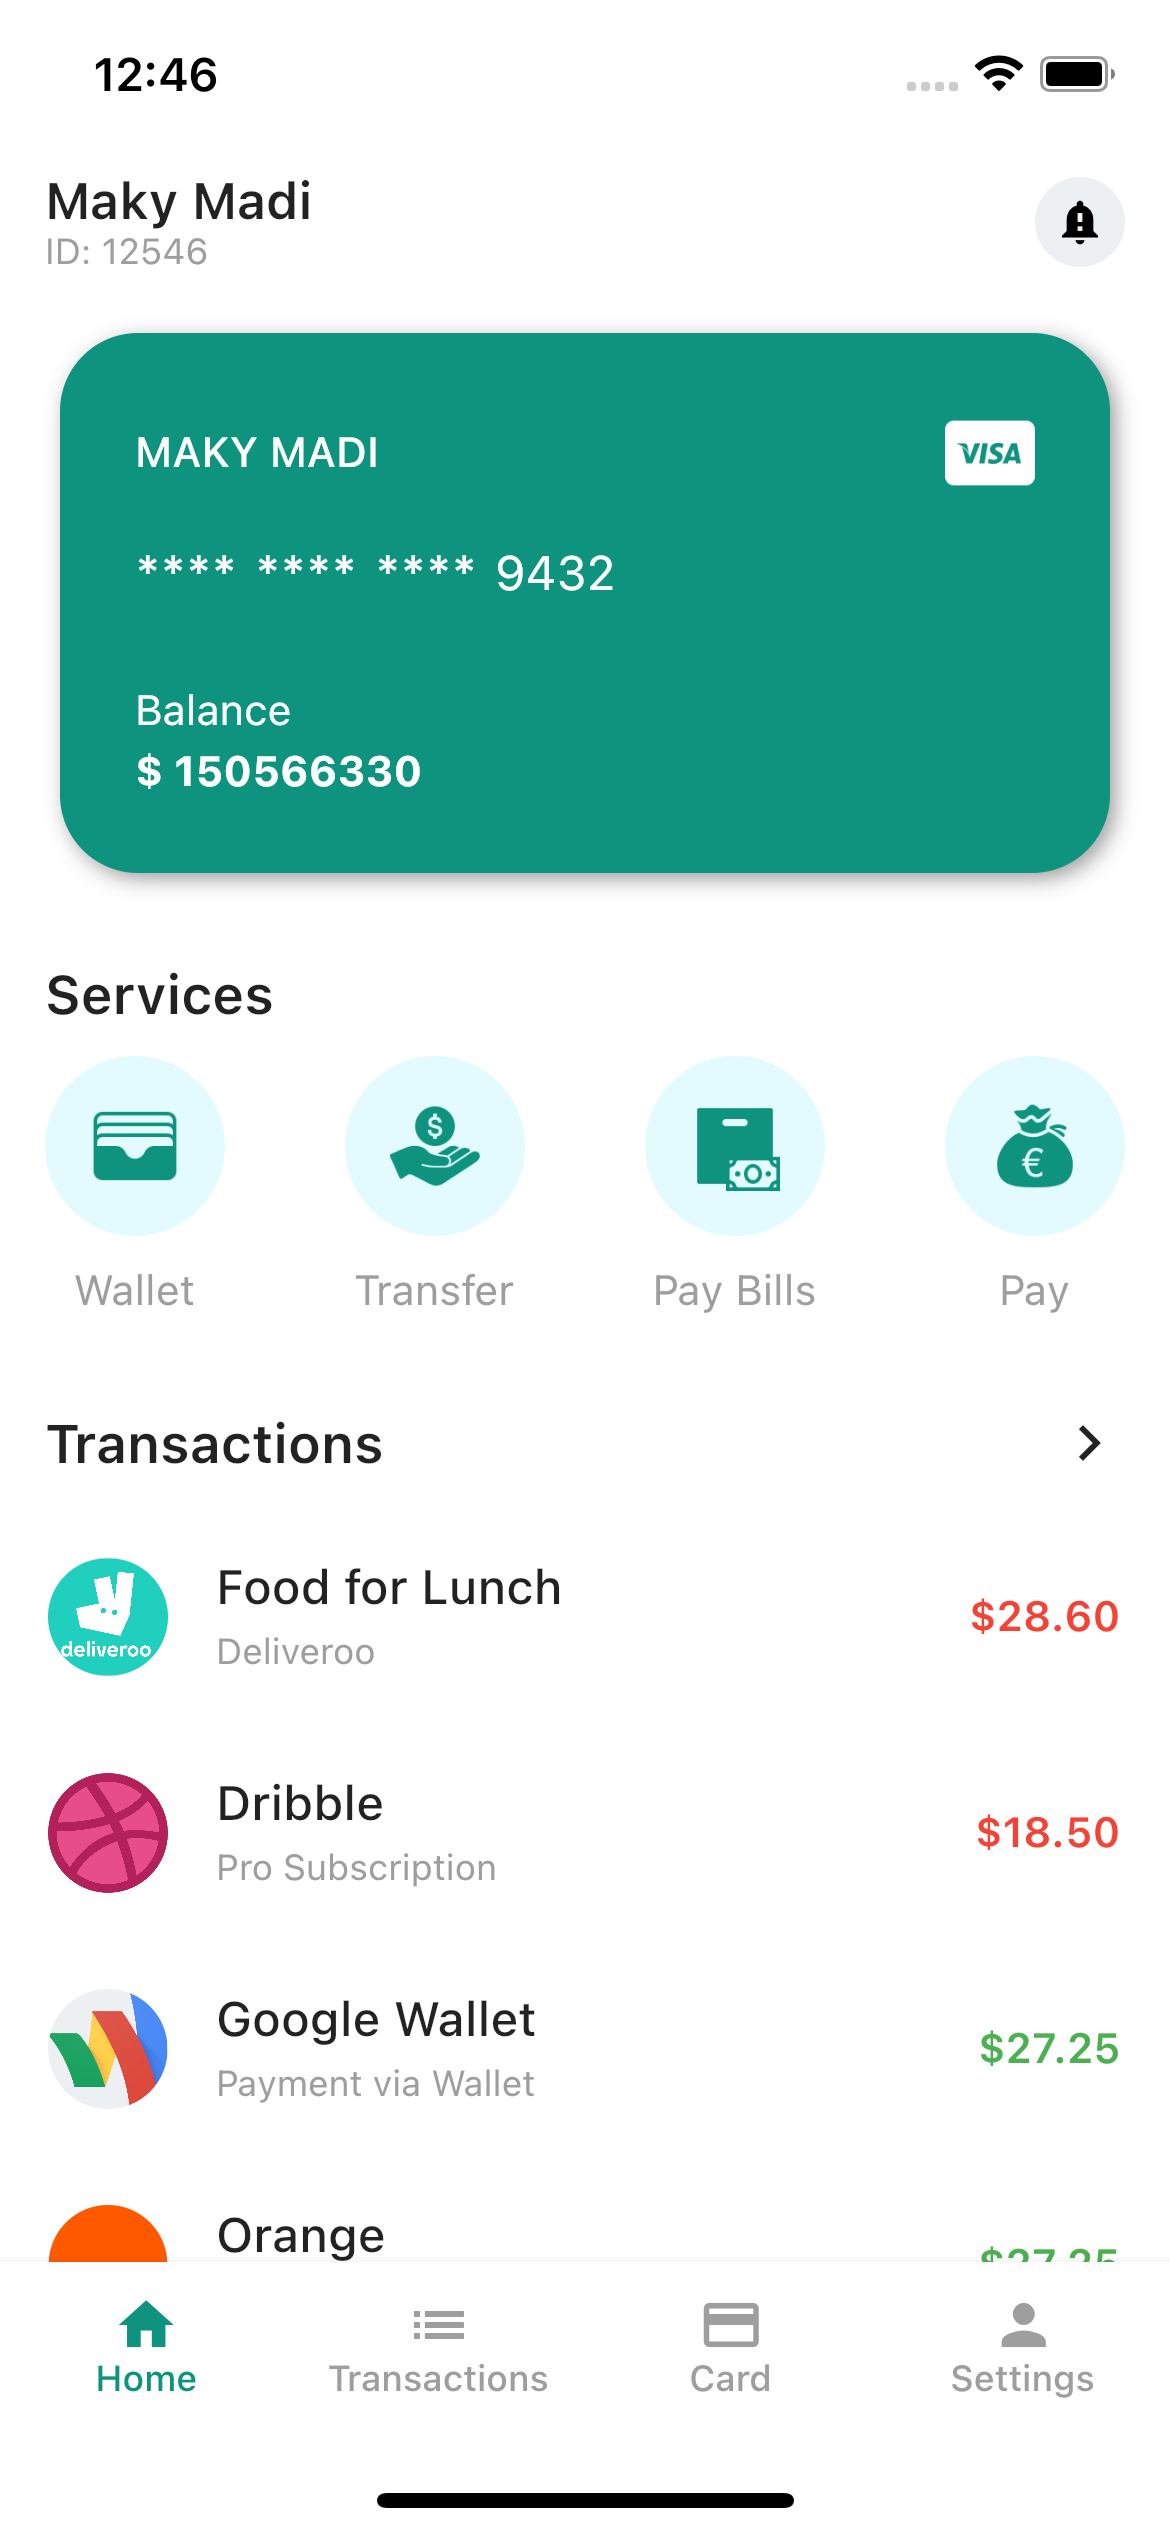 12:46
Maky Madi
ID: 12546
MAKY MADI
VISA
**** **** **** 9432
Balance
$ 150566330
Services
$
€
Wallet
Transfer
Pay Bills
Pay
Transactions
deliveroo
Food for Lunch
Deliveroo
$28.60
Dribble
Pro Subscription
$18.50
Google Wallet
Payment via Wallet
$27.25
Orange
$27.25
Home
Transactions
Card
Settings